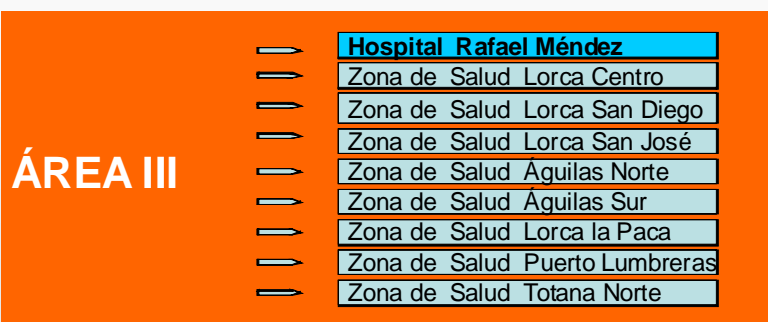 ÁREA III
Hospital Rafael Méndez
Zona de Salud Lorca Centro
Zona de Salud Lorca San Diego
Zona de Salud Lorca San José
Zona de Salud Águilas Norte
Zona de Salud Águilas Sur
Zona de Salud Lorca la Paca
Zona de Salud Puerto Lumbreras
Zona de Salud Totana Norte